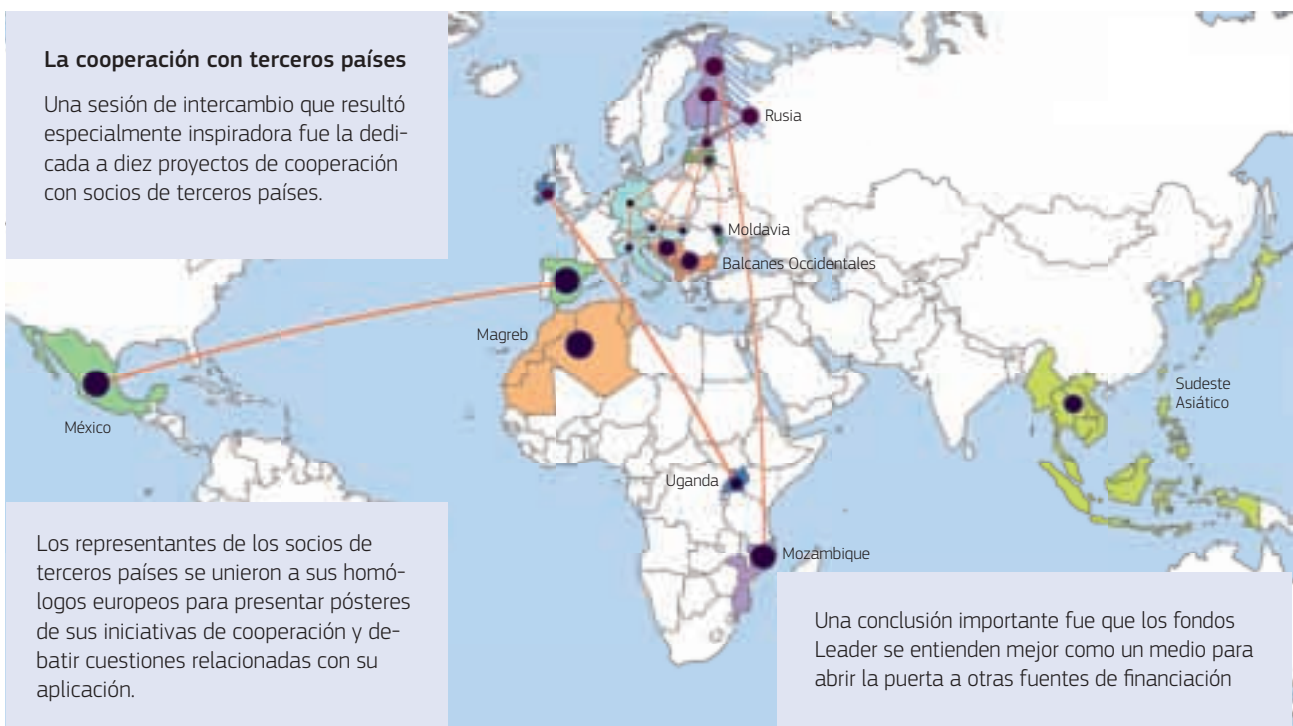 La cooperación con terceros países
Una sesión de intercambio que resultó
especialmente inspiradora fue la dedi-
cada a diez proyectos de cooperación
con socios de terceros países.
Rusia
Moldavia
Balcanes Occidentales
Magreb
México
Sudeste
Asiático
Uganda
Mozambique
Los representantes de los socios de
terceros países se unieron a sus homó-
logos europeos para presentar pósteres
de sus iniciativas de cooperación y de-
batir cuestiones relacionadas con su
aplicación.
Una conclusión importante fue que los fondos
Leader se entienden mejor como un medio para
abrir la puerta a otras fuentes de financiación